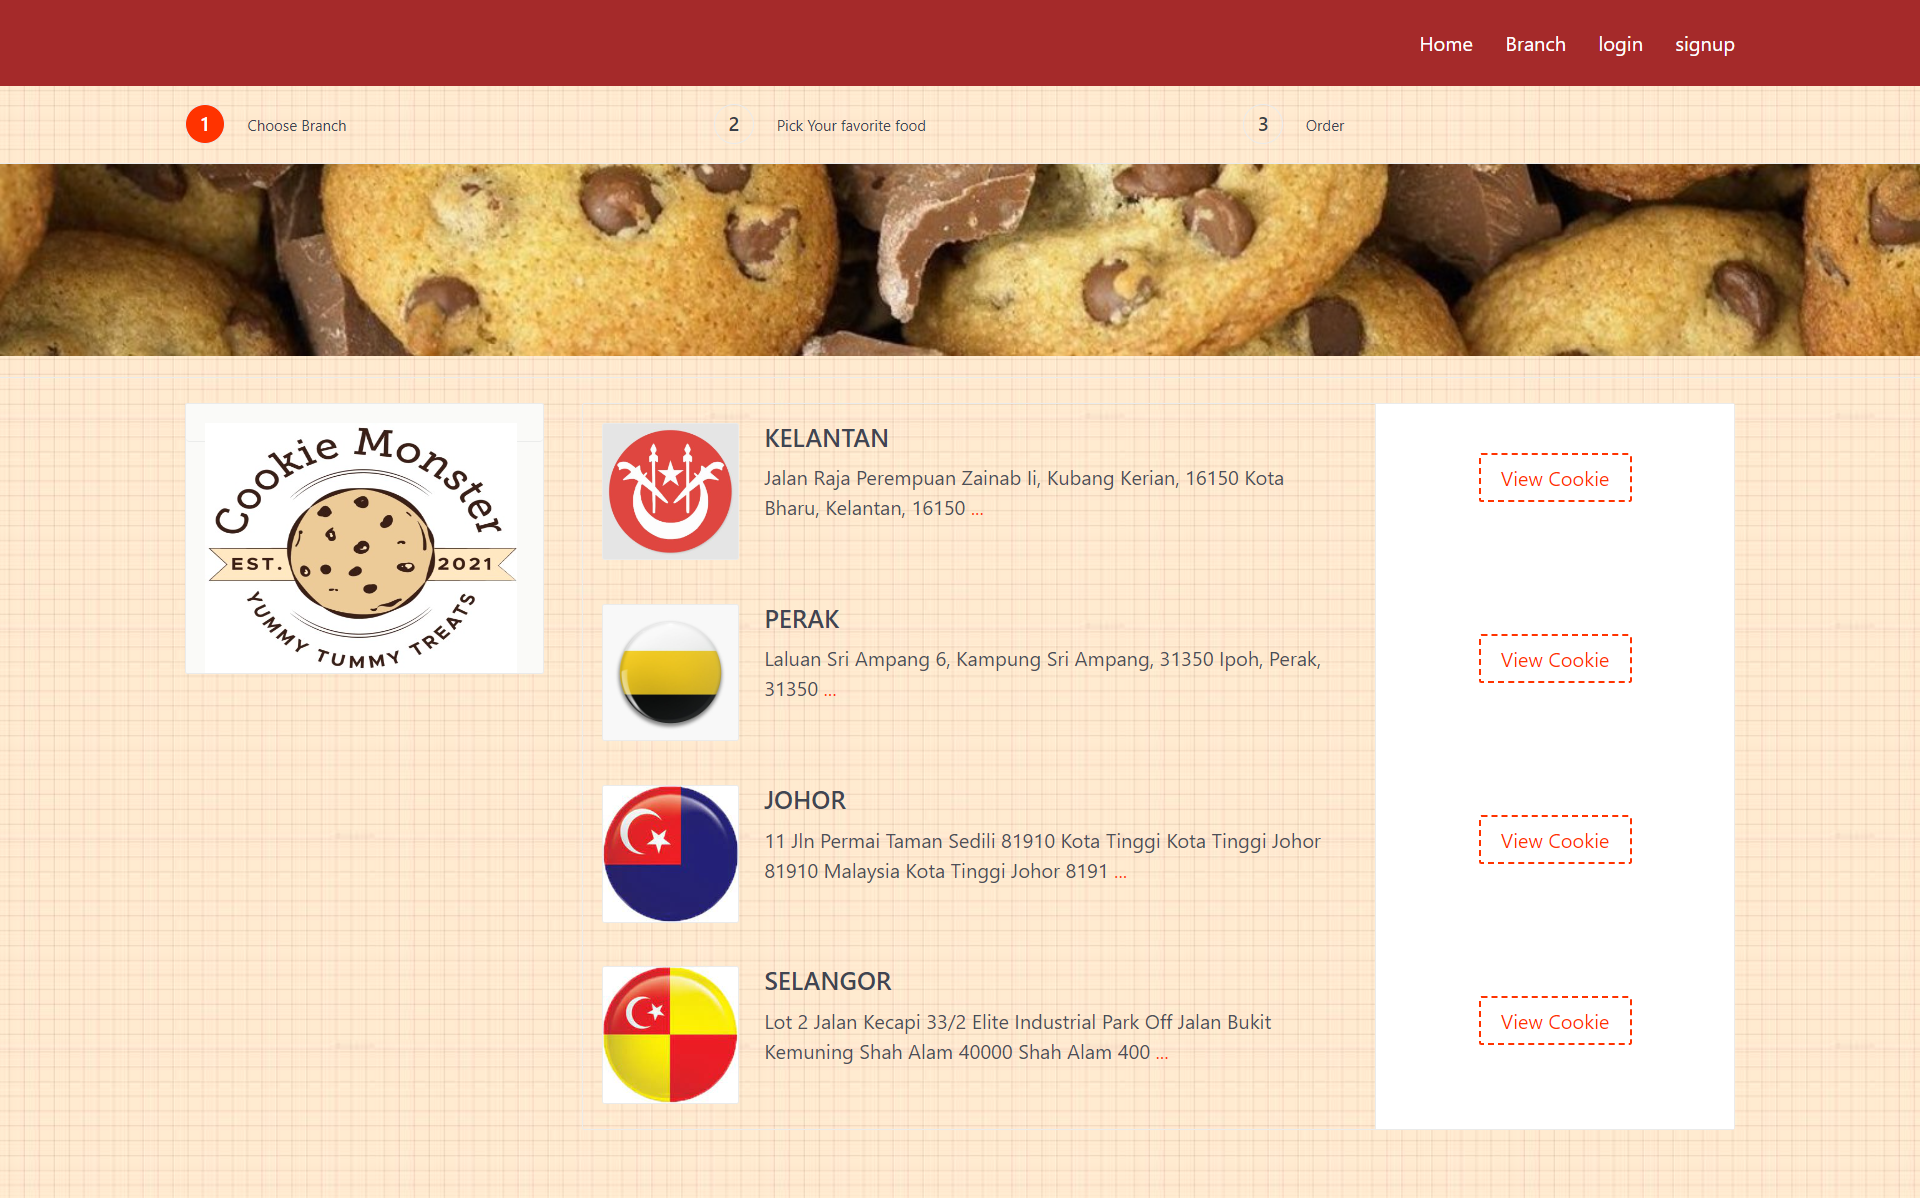 Home Branch login signup
1 Choose Branch 2 Pick Your favorite food 3 Order
Cookie Monster
EST. 2021
YUMMY TUMMY TREATS
KELANTAN
Jalan Raja Perempuan Zainab Ii, Kubang Kerian, 16150 Kota
Bharu, Kelantan, 16150 ...
View Cookie
PERAK
Laluan Sri Ampang 6, Kampung Sri Ampang, 31350 Ipoh, Perak,
31350 ...
View Cookie
JOHOR
11 Jln Permai Taman Sedili 81910 Kota Tinggi Kota Tinggi Johor
81910 Malaysia Kota Tinggi Johor 8191 ...
View Cookie
SELANGOR
Lot 2 Jalan Kecapi 33/2 Elite Industrial Park Off Jalan Bukit
Kemuning Shah Alam 40000 Shah Alam 400 ...
View Cookie